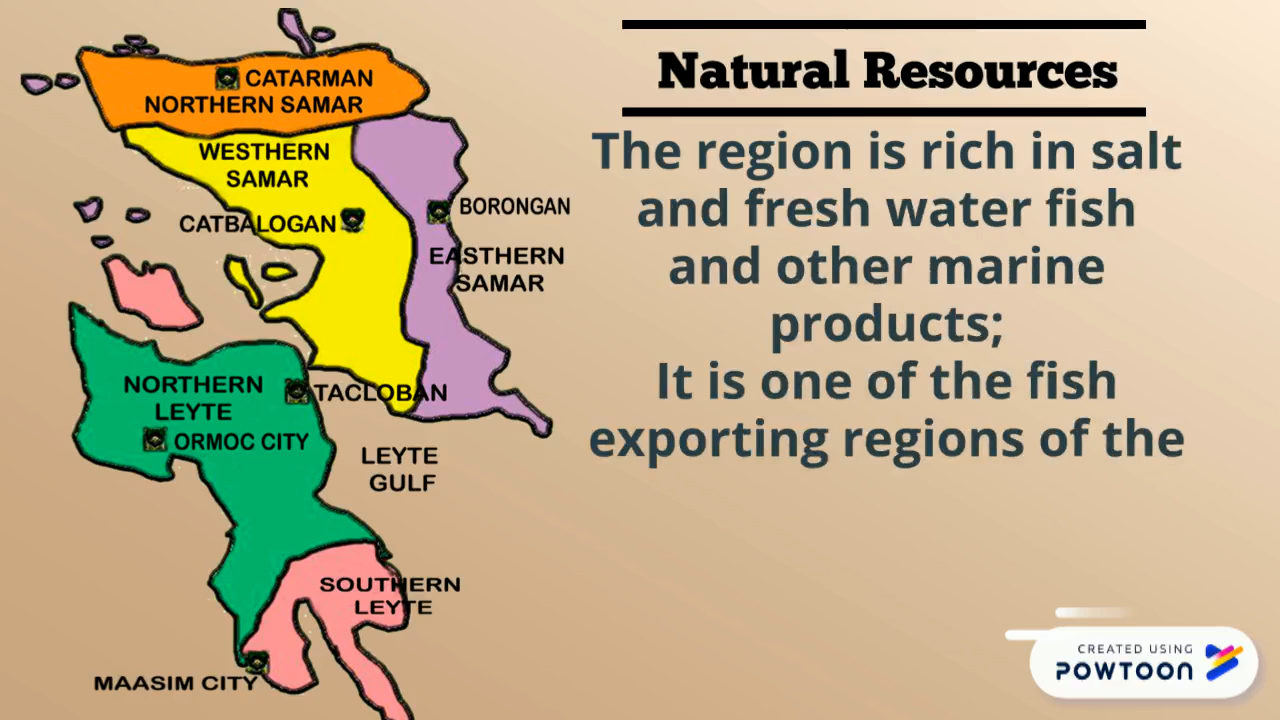 CATARMAN
NORTHERN SAMAR
WESTHERN
SAMAR
CATBALOGAN
BORONGAN
EASTHERN
SAMAR
NORTHERN
LEYTE
TACLOBAN
ORMOC CITY
LEYTE
GULF
SOUTHERN
LEYTE
MAASIM CITY
Natural Resources
The region is rich in salt
and fresh water fish
and other marine
products;
It is one of the fish
exporting regions of the
CREATED USING
POWTOON